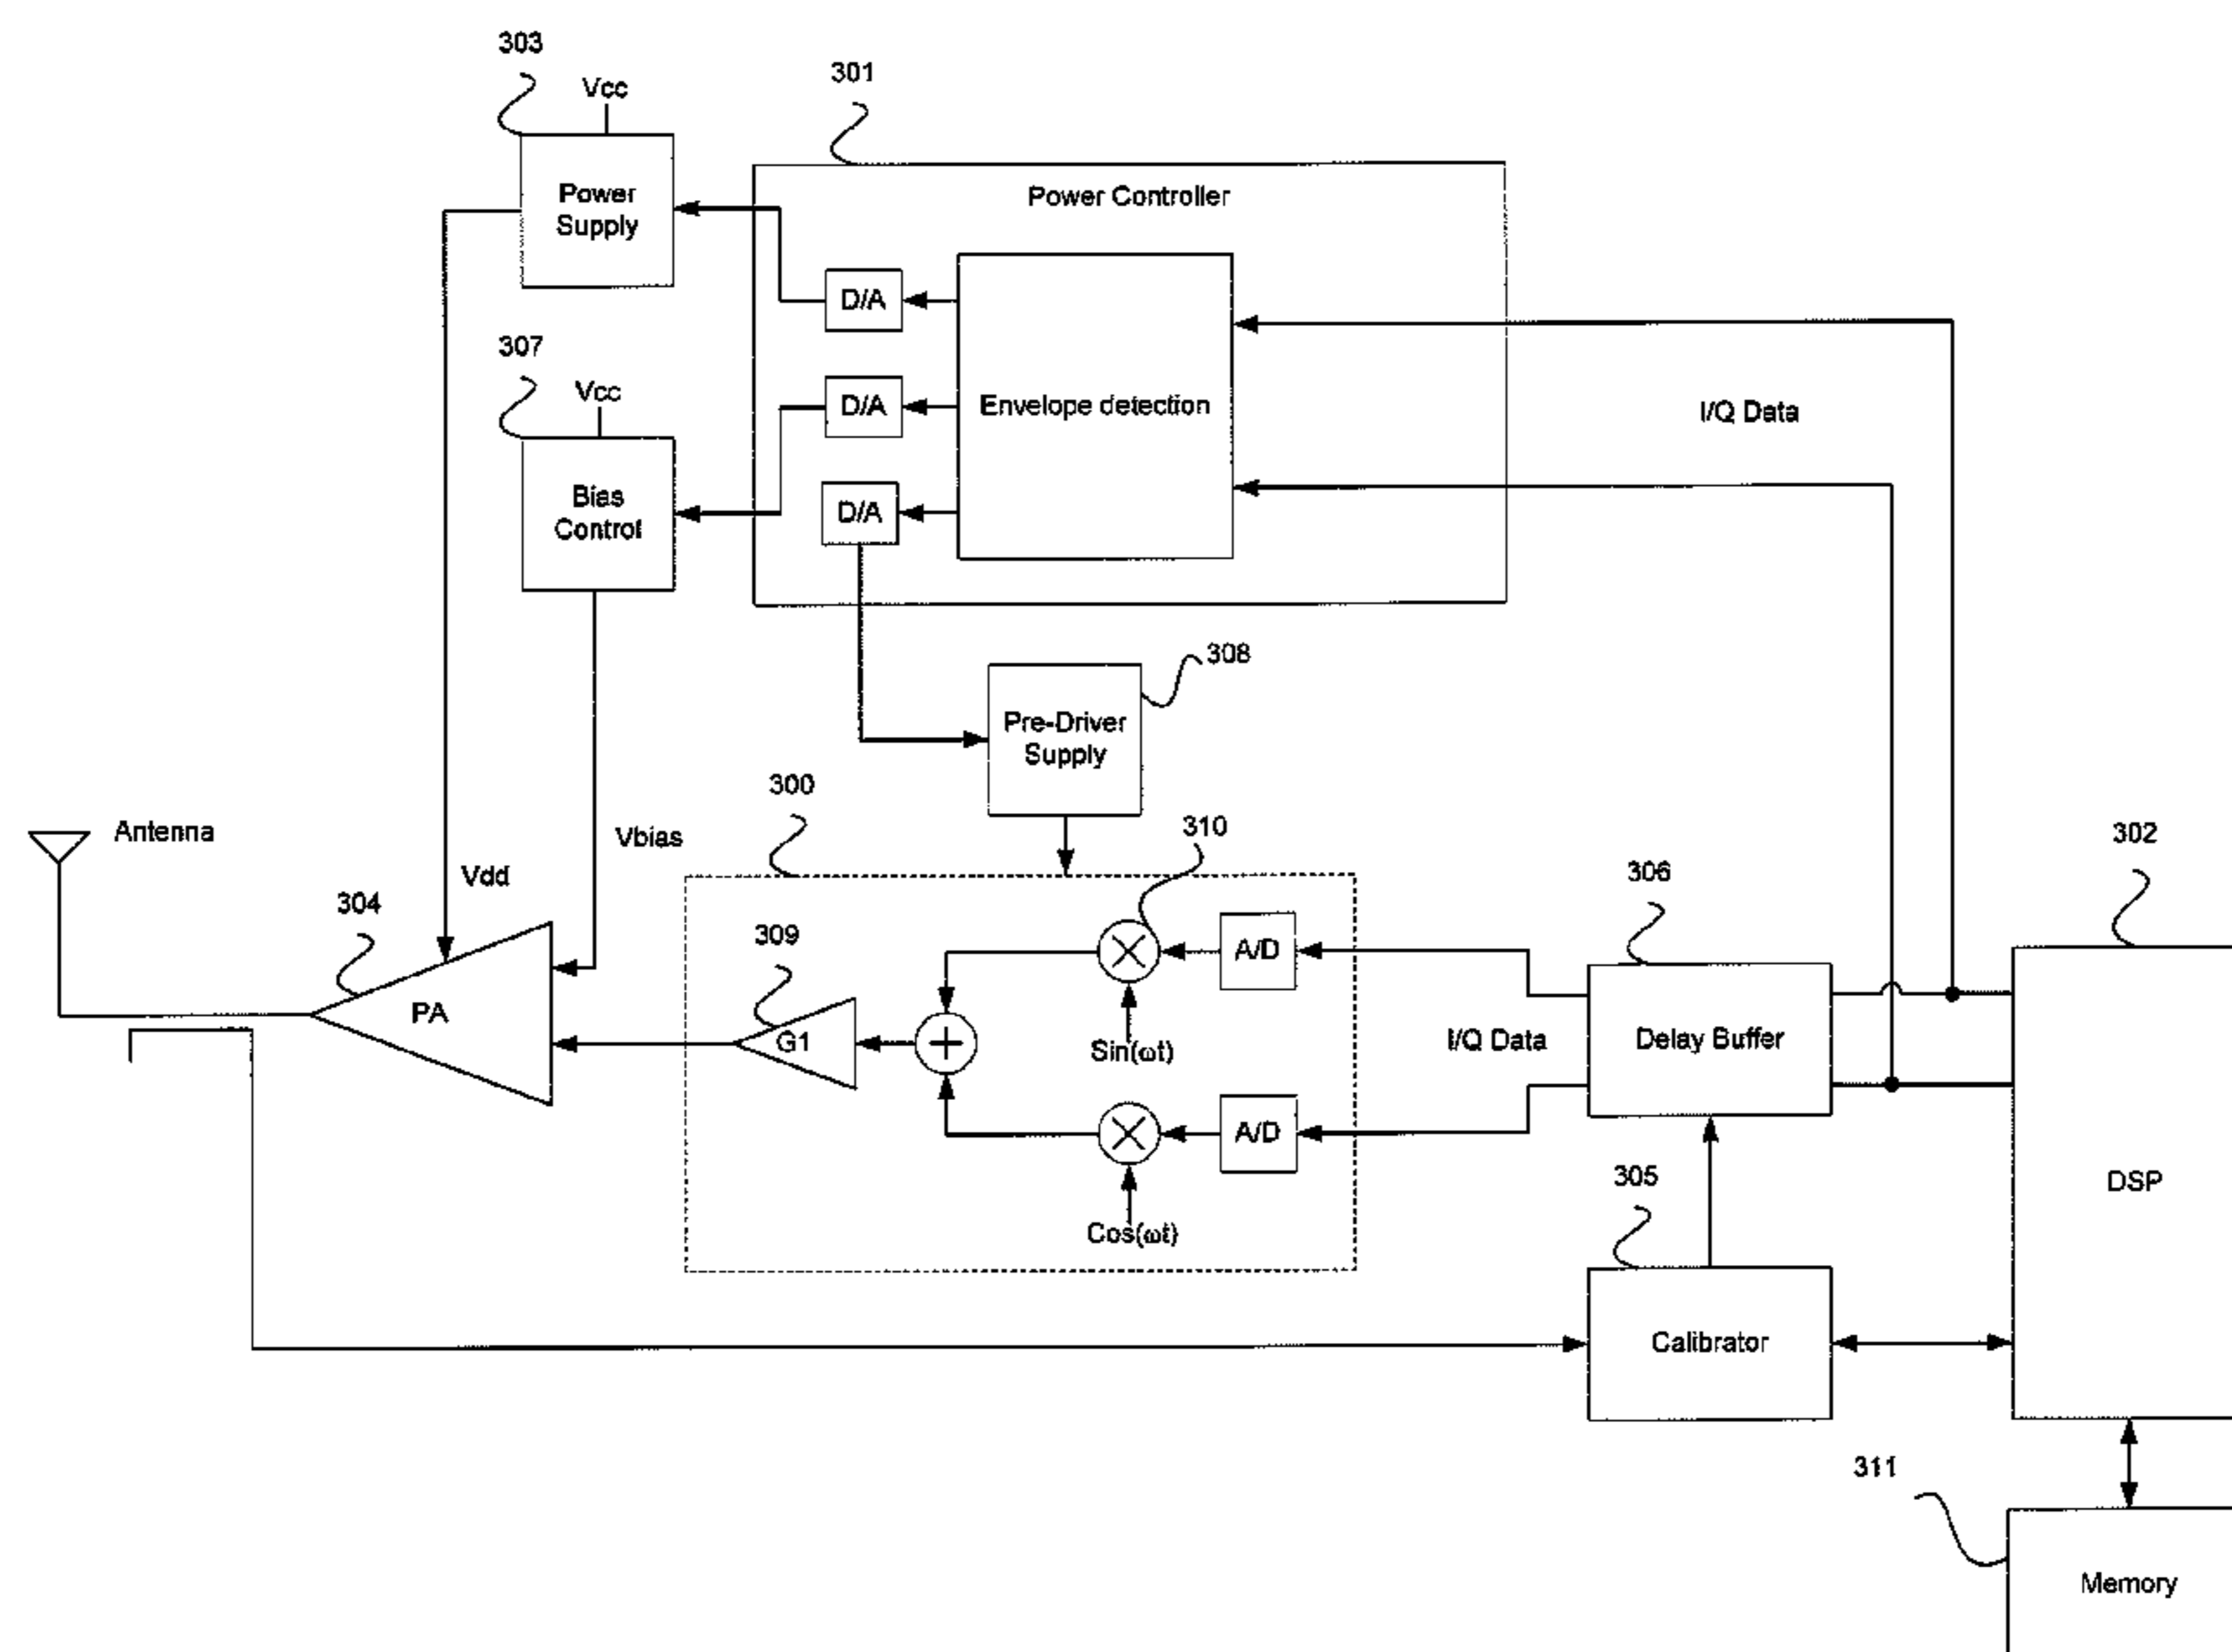 303
Vcc
301
Power Controller
Power
Supply
D/A
307
Vcc
D/A
Envelope detection
I/Q Data
Bias
Control
D/A
308
Pre-Driver
Supply
300
310
Antenna
Vbias
302
Vdd
306
304
309
A/D
PA
G1
Sin(ωt)
I/Q Data
Delay Buffer
A/D
305
DSP
Cos(ωt)
Calibrator
311
Memory